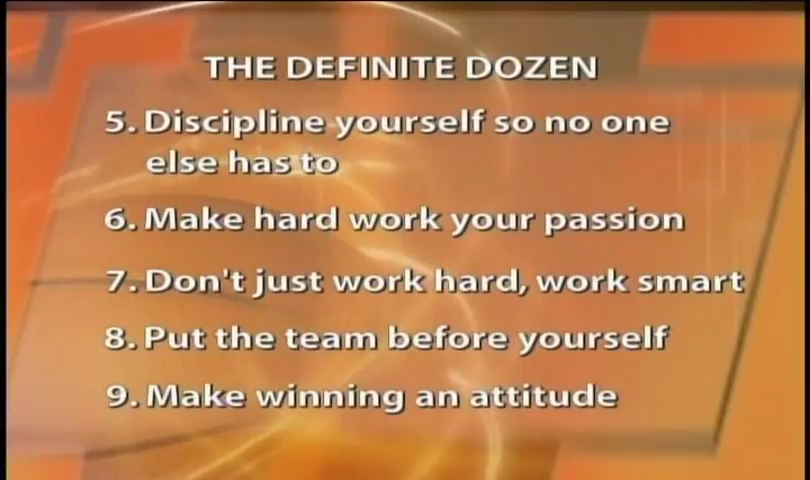 THE DEFINITE DOZEN
5. Discipline yourself so no one
else has to
6. Make hard work your passion
7. Don't just work hard, work smart
8. Put the team before yourself
9. Make winning an attitude